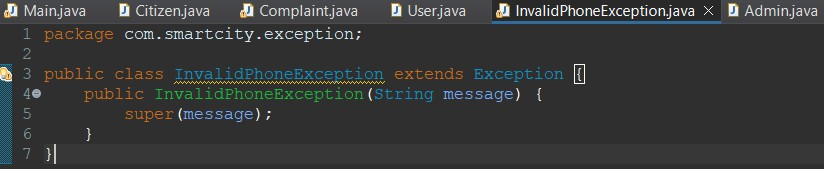 Main.java Citizen.java Complaint.java User.java InvalidPhoneException.java Admin.java
1 package com.smartcity.exception;
2
3 public class InvalidPhoneException extends Exception {
4     public InvalidPhoneException(String message) {
5         super(message);
6     }
7 }